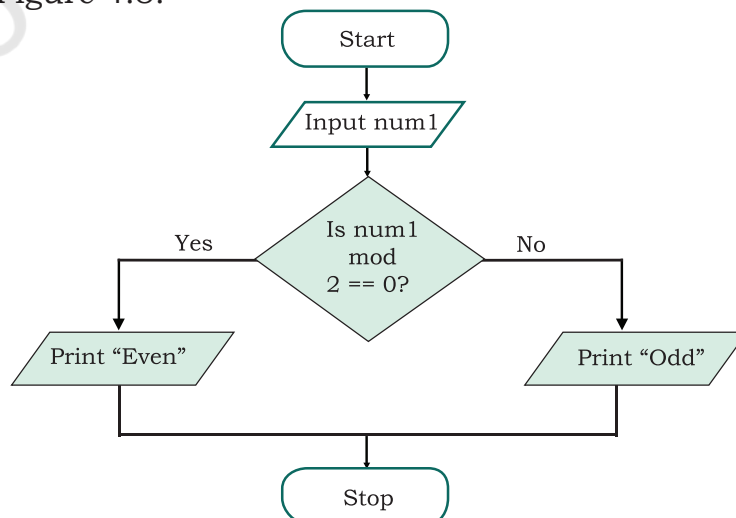 Start
Input num1
Is num1
mod
2 == 0?
Yes
No
Print “Even”
Print “Odd”
Stop